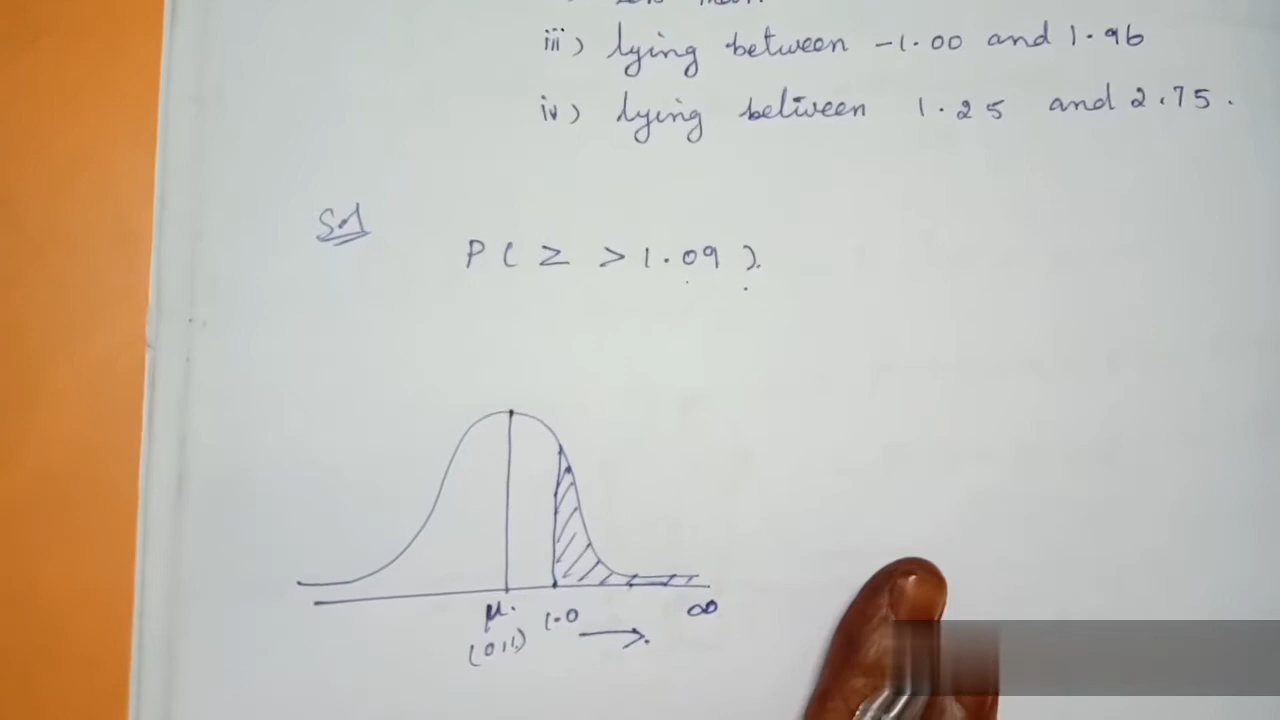 iii) lying between -1.00 and 1.96
iv) lying between 1.25 and 2.75.
Sol
P( Z > 1.09 ).
μ.
1.0
∞
(0,1)